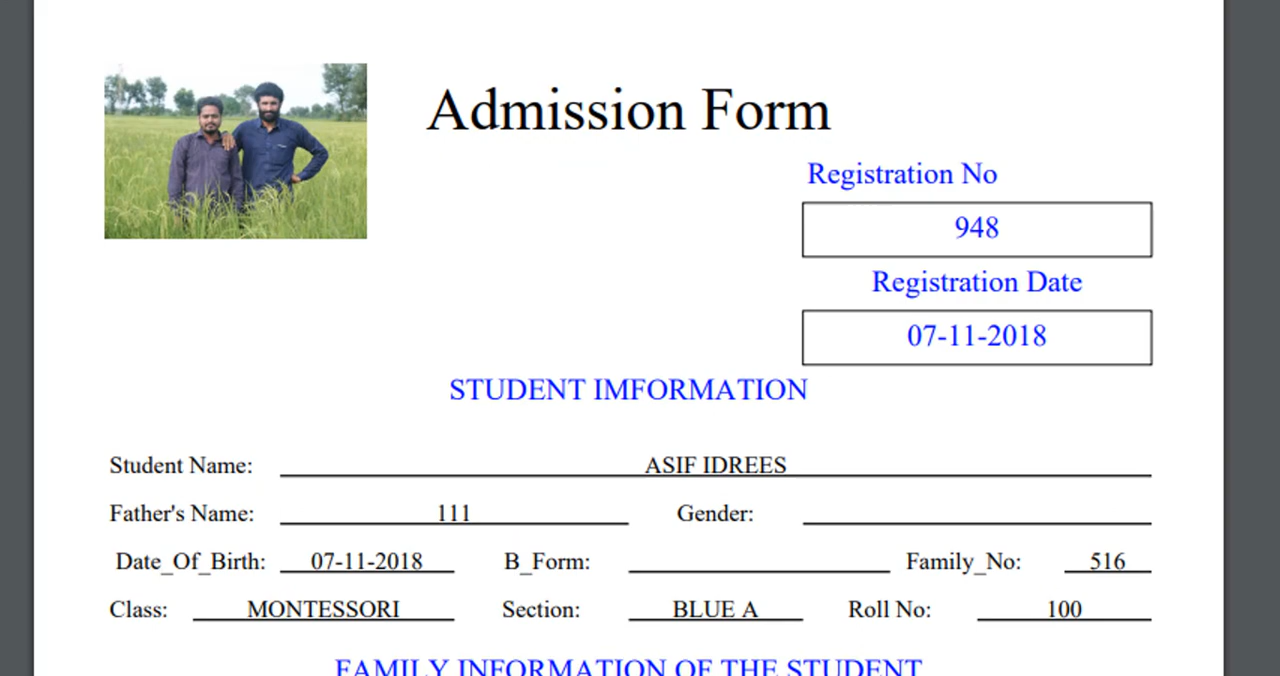 Admission Form
Registration No
948
Registration Date
07-11-2018
STUDENT IMFORMATION
Student Name: ASIF IDREES
Father's Name: 111 Gender:
Date_Of_Birth: 07-11-2018 B_Form: Family_No: 516
Class: MONTESSORI Section: BLUE A Roll No: 100
FAMILY INFORMATION OF THE STUDENT